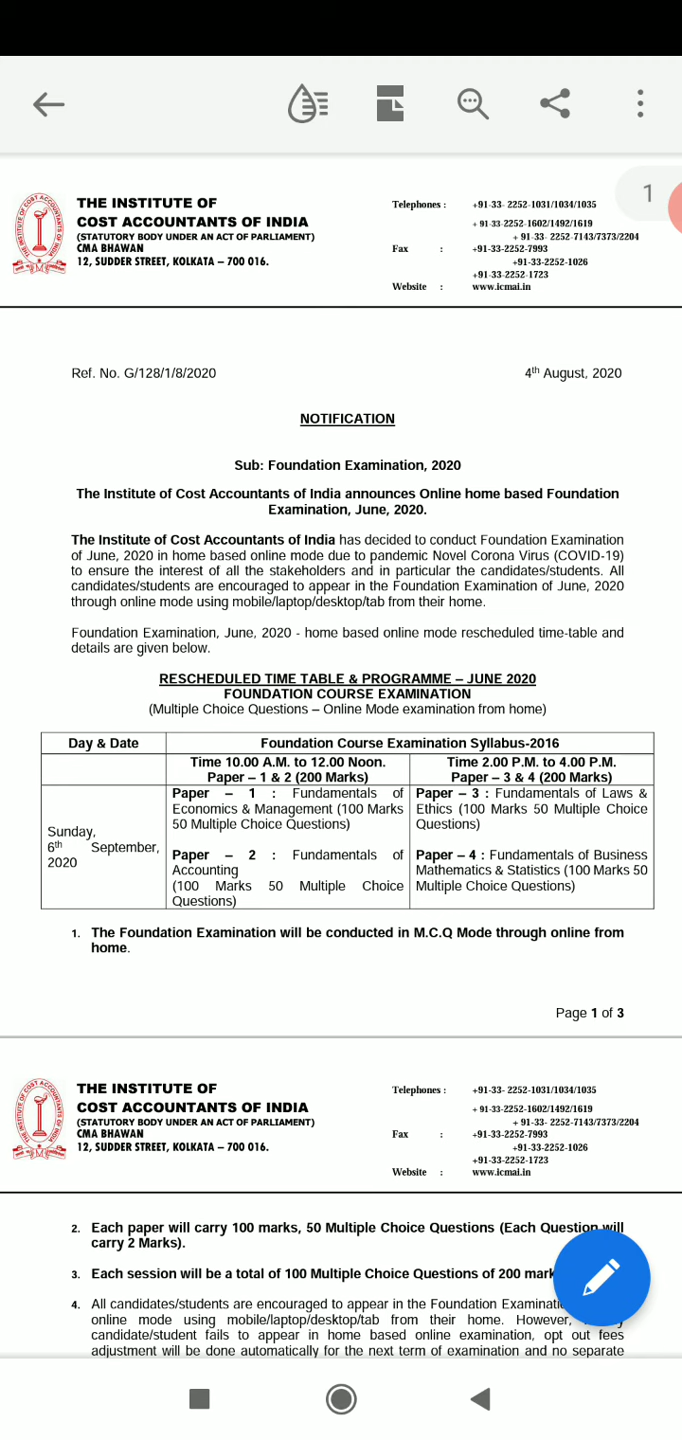 1
THE INSTITUTE OF
COST ACCOUNTANTS OF INDIA
(STATUTORY BODY UNDER AN ACT OF PARLIAMENT)
CMA BHAWAN
12, SUDDER STREET, KOLKATA – 700 016.
Telephones : +91-33- 2252-1031/1034/1035
+ 91-33-2252-1602/1492/1619
+ 91-33- 2252-7143/7373/2204
Fax : +91-33-2252-7993
+91-33-2252-1026
+91-33-2252-1723
Website : www.icmai.in
Ref. No. G/128/1/8/2020 4th August, 2020
NOTIFICATION
Sub: Foundation Examination, 2020
The Institute of Cost Accountants of India announces Online home based Foundation
Examination, June, 2020.
The Institute of Cost Accountants of India has decided to conduct Foundation Examination
of June, 2020 in home based online mode due to pandemic Novel Corona Virus (COVID-19)
to ensure the interest of all the stakeholders and in particular the candidates/students. All
candidates/students are encouraged to appear in the Foundation Examination of June, 2020
through online mode using mobile/laptop/desktop/tab from their home.
Foundation Examination, June, 2020 - home based online mode rescheduled time-table and
details are given below.
RESCHEDULED TIME TABLE & PROGRAMME – JUNE 2020
FOUNDATION COURSE EXAMINATION
(Multiple Choice Questions – Online Mode examination from home)
Day & Date Foundation Course Examination Syllabus-2016
Time 10.00 A.M. to 12.00 Noon.
Paper – 1 & 2 (200 Marks)
Time 2.00 P.M. to 4.00 P.M.
Paper – 3 & 4 (200 Marks)
Sunday,
6th September,
2020
Paper – 1 : Fundamentals of
Economics & Management (100 Marks
50 Multiple Choice Questions)
Paper – 2 : Fundamentals of
Accounting
(100 Marks 50 Multiple Choice
Questions)
Paper – 3 : Fundamentals of Laws &
Ethics (100 Marks 50 Multiple Choice
Questions)
Paper – 4 : Fundamentals of Business
Mathematics & Statistics (100 Marks 50
Multiple Choice Questions)
1. The Foundation Examination will be conducted in M.C.Q Mode through online from
home.
Page 1 of 3
THE INSTITUTE OF
COST ACCOUNTANTS OF INDIA
(STATUTORY BODY UNDER AN ACT OF PARLIAMENT)
CMA BHAWAN
12, SUDDER STREET, KOLKATA – 700 016.
Telephones : +91-33- 2252-1031/1034/1035
+ 91-33-2252-1602/1492/1619
+ 91-33- 2252-7143/7373/2204
Fax : +91-33-2252-7993
+91-33-2252-1026
+91-33-2252-1723
Website : www.icmai.in
2. Each paper will carry 100 marks, 50 Multiple Choice Questions (Each Question will
carry 2 Marks).
3. Each session will be a total of 100 Multiple Choice Questions of 200
4. All candidates/students are encouraged to appear in the Foundation
online mode using mobile/laptop/desktop/tab from their home. However,
candidate/student fails to appear in home based online examination, opt out fees
adjustment will be done automatically for the next term of examination and no separate